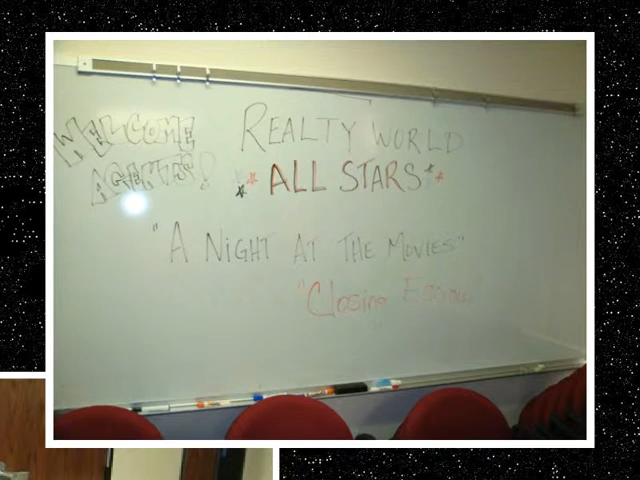 WELCOME
AGENTS!
REALTY WORLD
ALL STARS
"A NiGHT AT THE MOVIES"
"Closing